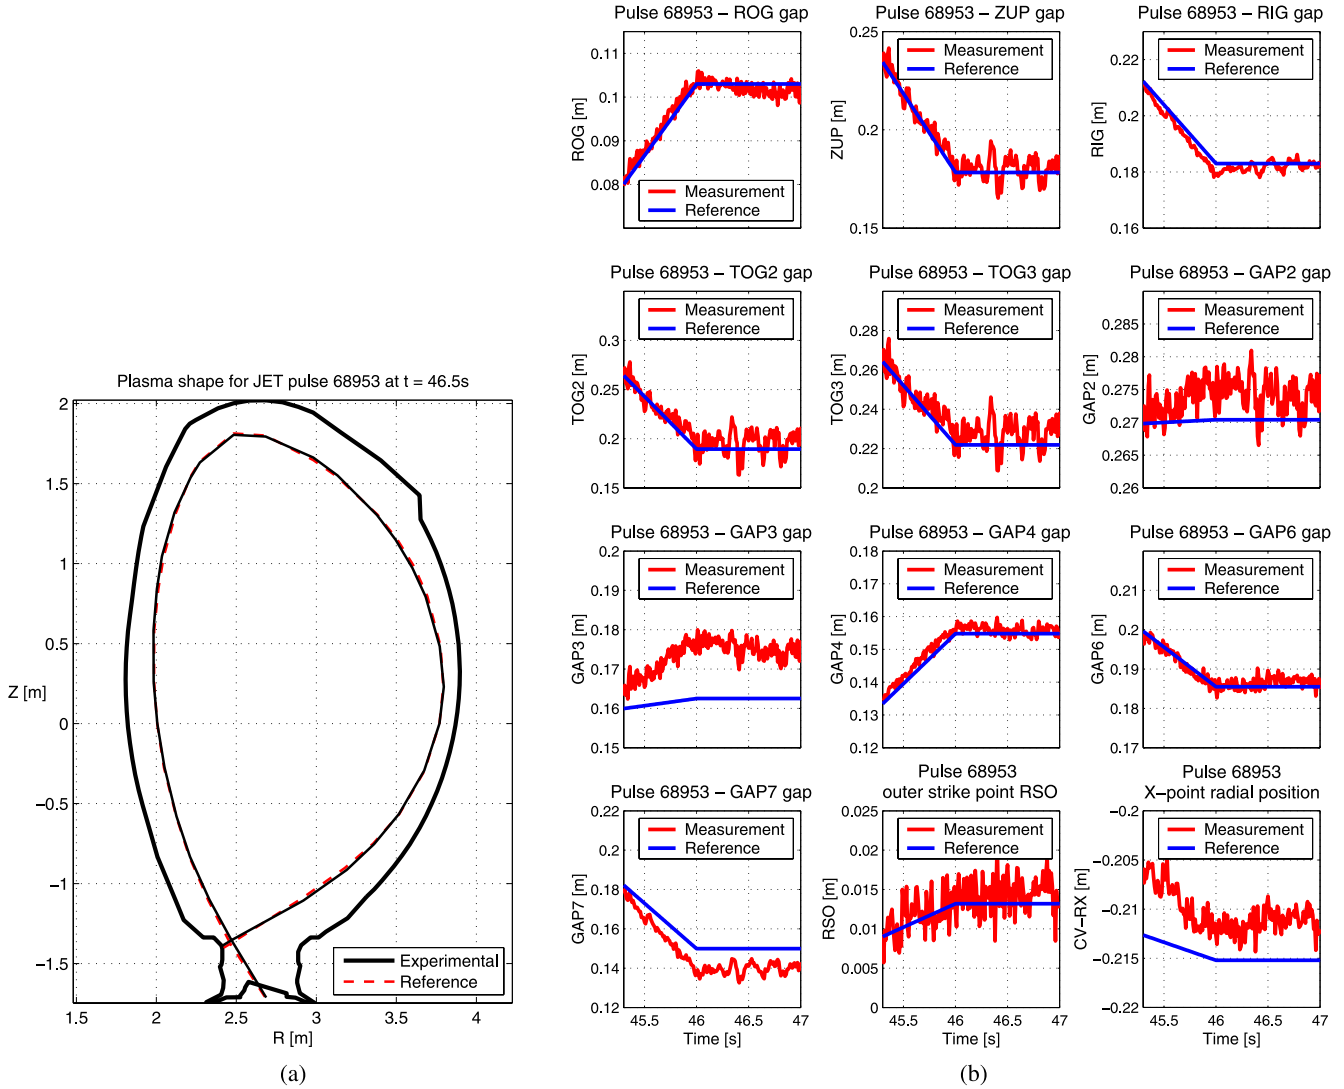 Plasma shape for JET pulse 68953 at t = 46.5s
2
1.5
1
0.5
Z [m]
0
−0.5
−1
−1.5
Experimental
Reference
1.5 2 2.5 3 3.5 4
R [m]
(a)
Pulse 68953 − ROG gap
Measurement
Reference
0.11
0.1
0.09
0.08
ROG [m]
Pulse 68953 − ZUP gap
Measurement
Reference
0.25
0.2
0.15
ZUP [m]
Pulse 68953 − RIG gap
Measurement
Reference
0.22
0.2
0.18
0.16
RIG [m]
Pulse 68953 − TOG2 gap
Measurement
Reference
0.3
0.25
0.2
0.15
TOG2 [m]
Pulse 68953 − TOG3 gap
Measurement
Reference
0.28
0.26
0.24
0.22
0.2
TOG3 [m]
Pulse 68953 − GAP2 gap
Measurement
Reference
0.285
0.28
0.275
0.27
0.265
0.26
GAP2 [m]
Pulse 68953 − GAP3 gap
Measurement
Reference
0.2
0.19
0.18
0.17
0.16
0.15
GAP3 [m]
Pulse 68953 − GAP4 gap
Measurement
Reference
0.18
0.17
0.16
0.15
0.14
0.13
0.12
GAP4 [m]
Pulse 68953 − GAP6 gap
Measurement
Reference
0.21
0.2
0.19
0.18
0.17
GAP6 [m]
Pulse 68953 − GAP7 gap
Measurement
Reference
0.22
0.2
0.18
0.16
0.14
0.12
GAP7 [m]
45.5 46 46.5 47
Time [s]
Pulse 68953
outer strike point RSO
Measurement
Reference
0.025
0.02
0.015
0.01
0.005
0
RSO [m]
45.5 46 46.5 47
Time [s]
Pulse 68953
X−point radial position
Measurement
Reference
−0.2
−0.205
−0.21
−0.215
−0.22
CV−RX [m]
45.5 46 46.5 47
Time [s]
(b)